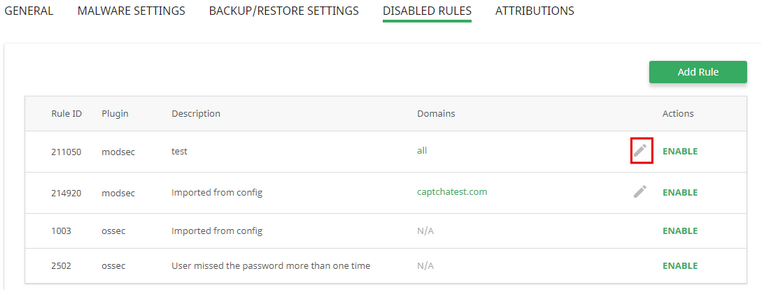 GENERAL MALWARE SETTINGS BACKUP/RESTORE SETTINGS DISABLED RULES ATTRIBUTIONS
Add Rule
Rule ID Plugin Description Domains Actions
211050 modsec test all ENABLE
214920 modsec Imported from config captchatest.com ENABLE
1003 ossec Imported from config N/A ENABLE
2502 ossec User missed the password more than one time N/A ENABLE